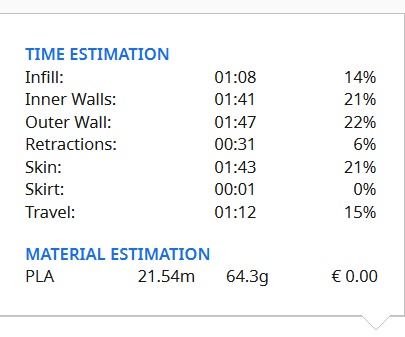 TIME ESTIMATION
Infill: 01:08 14%
Inner Walls: 01:41 21%
Outer Wall: 01:47 22%
Retractions: 00:31 6%
Skin: 01:43 21%
Skirt: 00:01 0%
Travel: 01:12 15%
MATERIAL ESTIMATION
PLA 21.54m 64.3g € 0.00